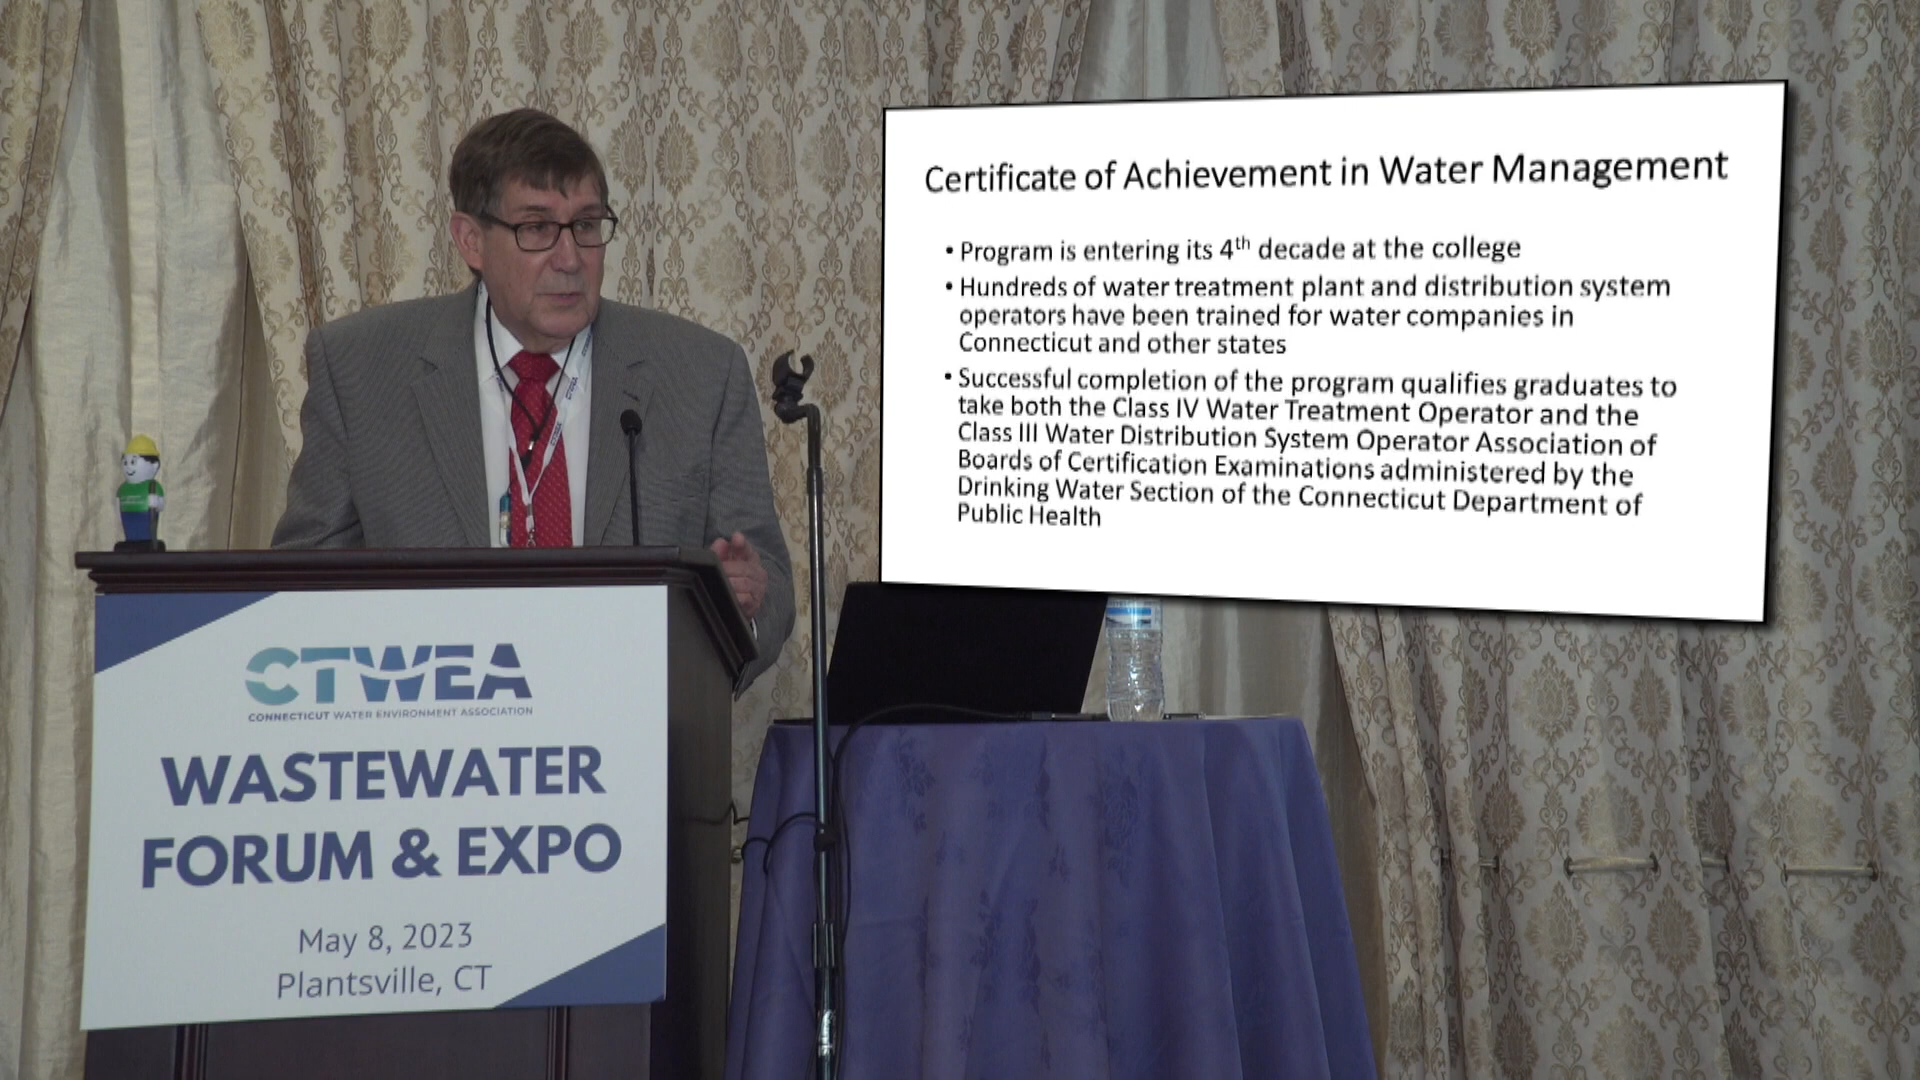 Certificate of Achievement in Water Management
• Program is entering its 4th decade at the college
• Hundreds of water treatment plant and distribution system
operators have been trained for water companies in
Connecticut and other states
• Successful completion of the program qualifies graduates to
take both the Class IV Water Treatment Operator and the
Class III Water Distribution System Operator Association of
Boards of Certification Examinations administered by the
Drinking Water Section of the Connecticut Department of
Public Health
CTWEA
CONNECTICUT WATER ENVIRONMENT ASSOCIATION
WASTEWATER
FORUM & EXPO
May 8, 2023
Plantsville, CT